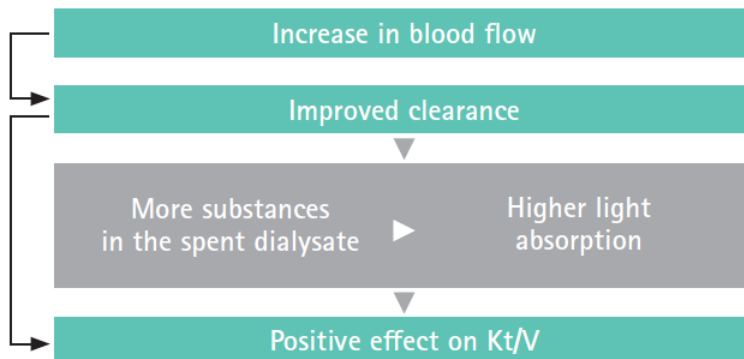 Increase in blood flow
Improved clearance
More substances
in the spent dialysate
Higher light
absorption
Positive effect on Kt/V